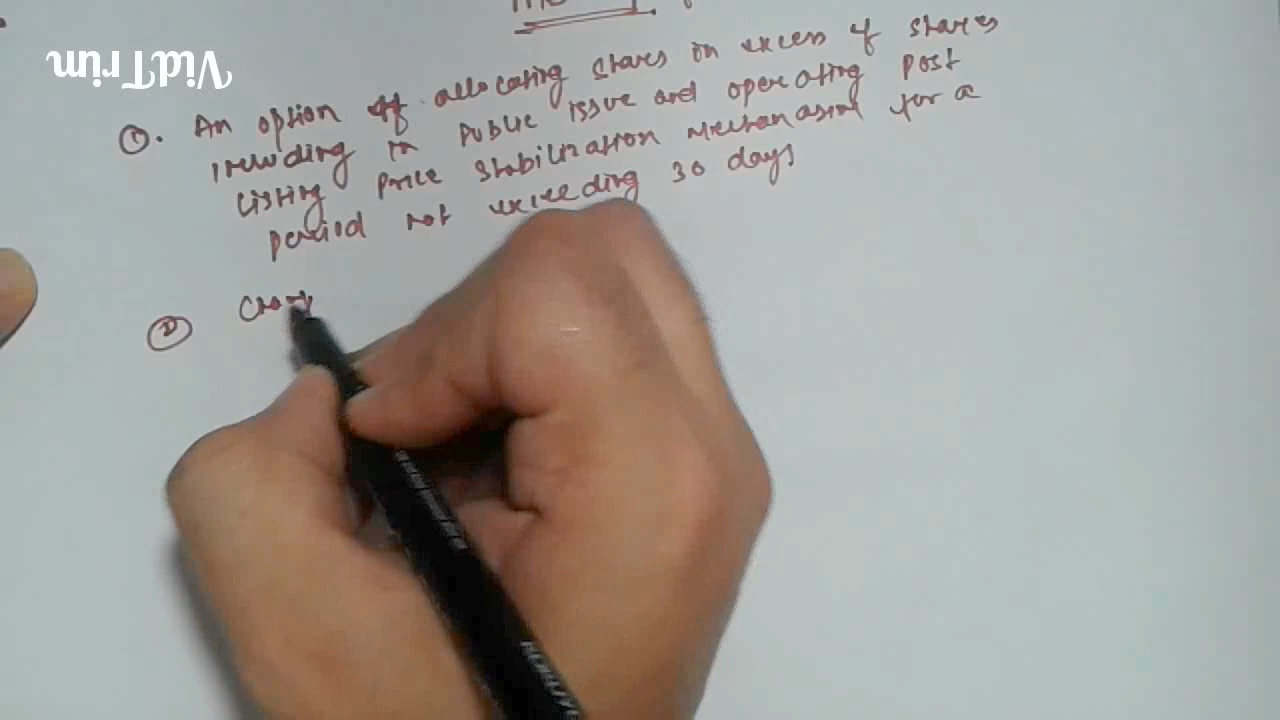 VidTrim
①. An option of allocating shares in excess of shares
including in Public issue and operating post
listing price stabilization mechanasim for a
period not exceeding 30 days
②